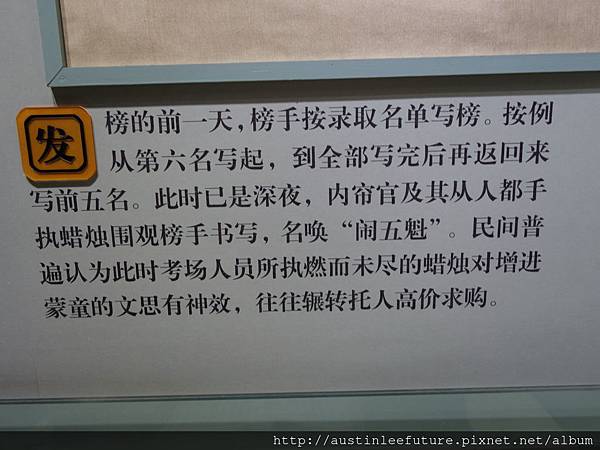 发榜的前一天，榜手按录取名单写榜。按例
从第六名写起，到全部写完后再返回来
写前五名。此时已是深夜，内帘官及其从人都手
执蜡烛围观榜手书写，名唤“闹五魁”。民间普
遍认为此时考场人员所执燃而未尽的蜡烛对增进
蒙童的文思有神效，往往辗转托人高价求购。
http://austinleefuture.pixnet.net/album